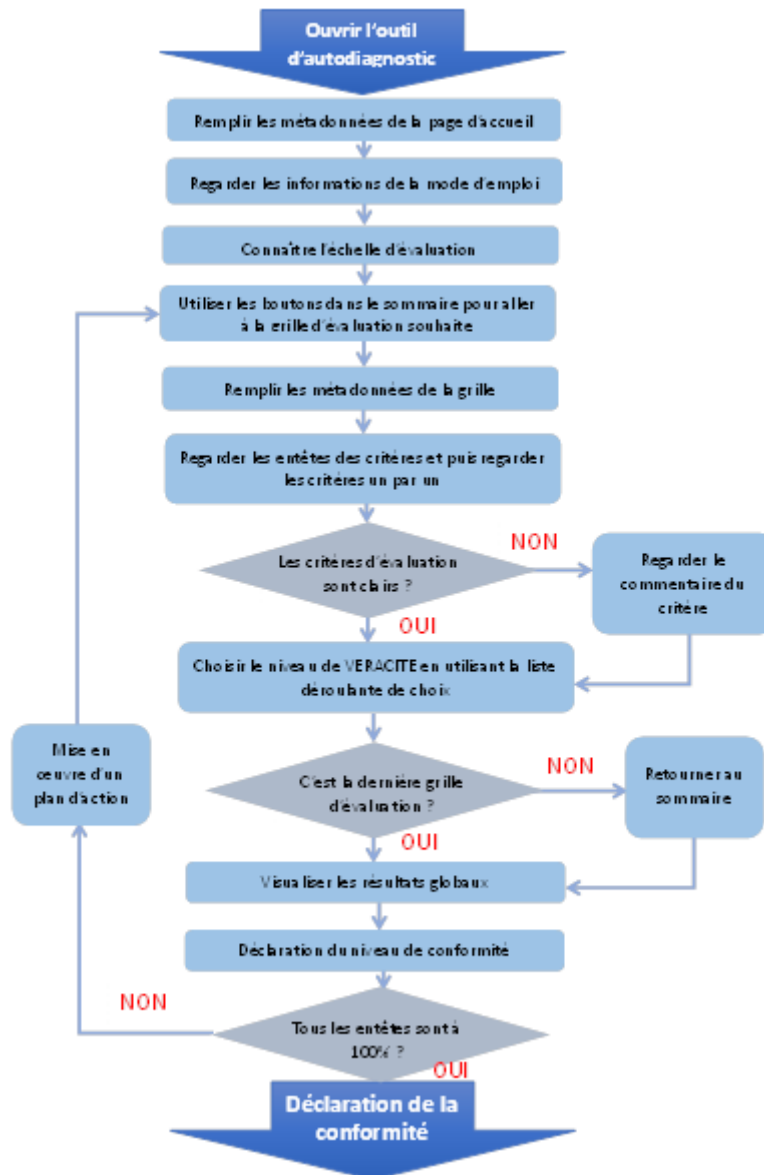 Ouvrir l'outil
d'autodiagnostic
Remplir les métadonnées de la page d'accueil
Regarder les informations de la mode d'emploi
Connaître l'échelle d'évaluation
Utiliser les boutons dans le sommaire pour aller
à la grille d'évaluation souhaite
Remplir les métadonnées de la grille
Regarder les entêtes des critères et puis regarder
les critères un par un
Les critères d'évaluation
sont clairs ?
NON
Regarder le
commentaire du
critère
OUI
Choisir le niveau de VERACITE en utilisant la liste
déroulante de choix
Mise en
œuvre d'un
plan d'action
C'est la dernière grille
d'évaluation ?
NON
Retourner au
sommaire
OUI
Visualiser les résultats globaux
Déclaration du niveau de conformité
NON
Tous les entêtes sont à
100% ?
OUI
Déclaration de la
conformité